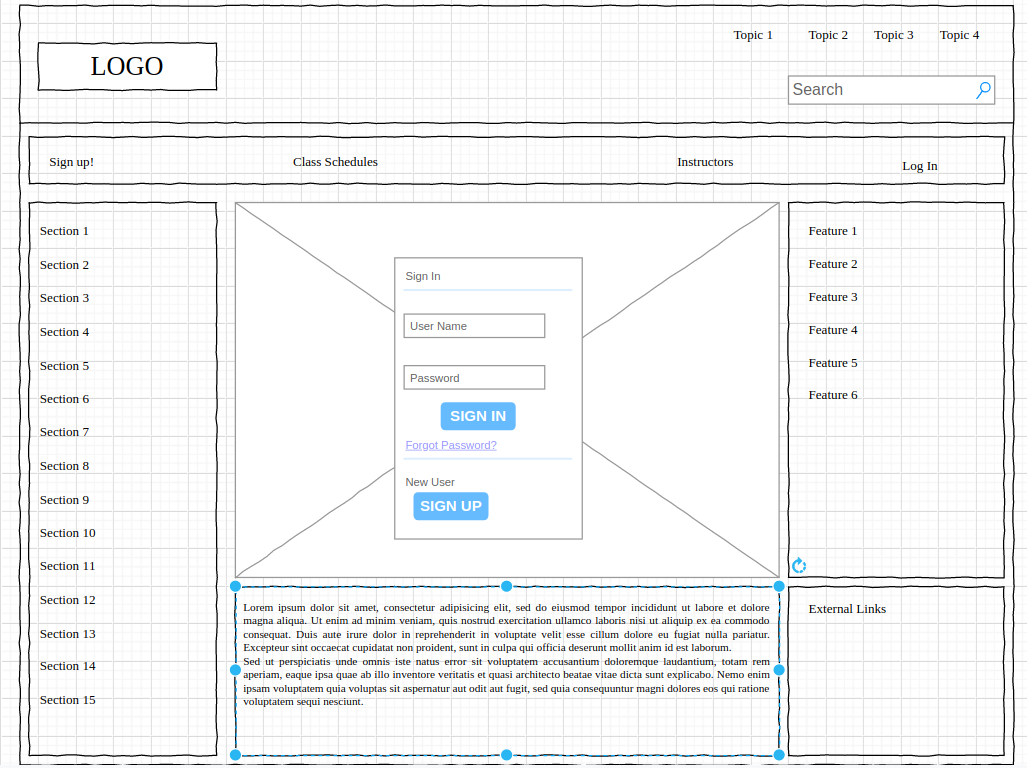 Topic 1
Topic 2
Topic 3
Topic 4
LOGO
Search
Sign up!
Class Schedules
Instructors
Log In
Section 1
Section 2
Section 3
Section 4
Section 5
Section 6
Section 7
Section 8
Section 9
Section 10
Section 11
Section 12
Section 13
Section 14
Section 15
Sign In
User Name
Password
SIGN IN
Forgot Password?
New User
SIGN UP
Lorem ipsum dolor sit amet, consectetur adipisicing elit, sed do eiusmod tempor incididunt ut labore et dolore
magna aliqua. Ut enim ad minim veniam, quis nostrud exercitation ullamco laboris nisi ut aliquip ex ea commodo
consequat. Duis aute irure dolor in reprehenderit in voluptate velit esse cillum dolore eu fugiat nulla pariatur.
Excepteur sint occaecat cupidatat non proident, sunt in culpa qui officia deserunt mollit anim id est laborum.
Sed ut perspiciatis unde omnis iste natus error sit voluptatem accusantium doloremque laudantium, totam rem
aperiam, eaque ipsa quae ab illo inventore veritatis et quasi architecto beatae vitae dicta sunt explicabo. Nemo enim
ipsam voluptatem quia voluptas sit aspernatur aut odit aut fugit, sed quia consequuntur magni dolores eos qui ratione
voluptatem sequi nesciunt.
Feature 1
Feature 2
Feature 3
Feature 4
Feature 5
Feature 6
External Links